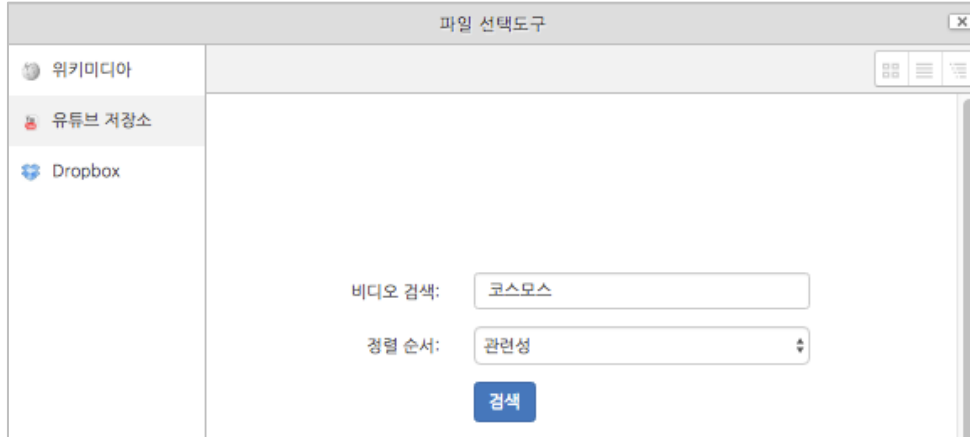 파일 선택도구
위키미디어
유튜브 저장소
Dropbox
비디오 검색: 코스모스
정렬 순서: 관련성
검색